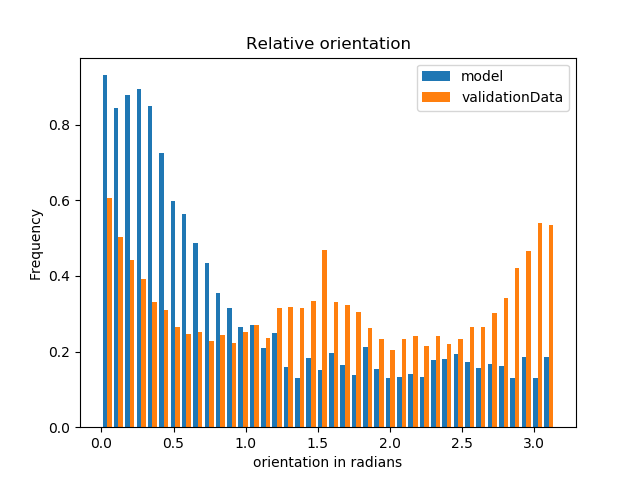 Relative orientation
model
validationData
Frequency
0.8
0.6
0.4
0.2
0.0
0.0
0.5
1.0
1.5
2.0
2.5
3.0
orientation in radians